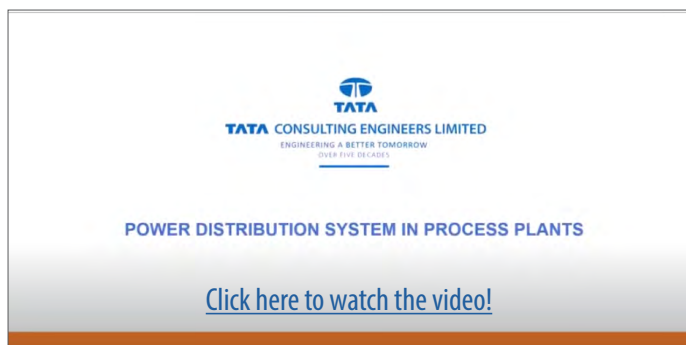 TATA
TATA CONSULTING ENGINEERS LIMITED
ENGINEERING A BETTER TOMORROW
OVER FIVE DECADES
POWER DISTRIBUTION SYSTEM IN PROCESS PLANTS
Click here to watch the video!